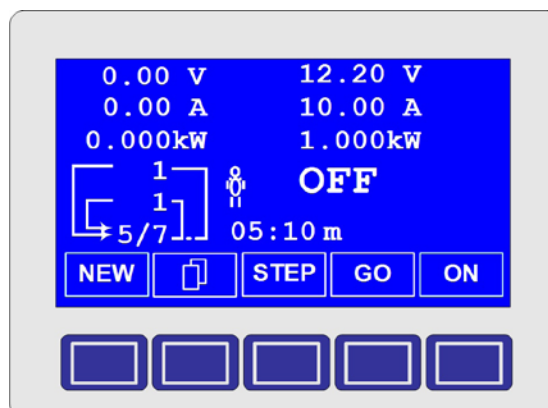 0.00 V 12.20 V
0.00 A 10.00 A
0.000kW 1.000kW
1
OFF
1
5/7 05:10 m
NEW STEP GO ON